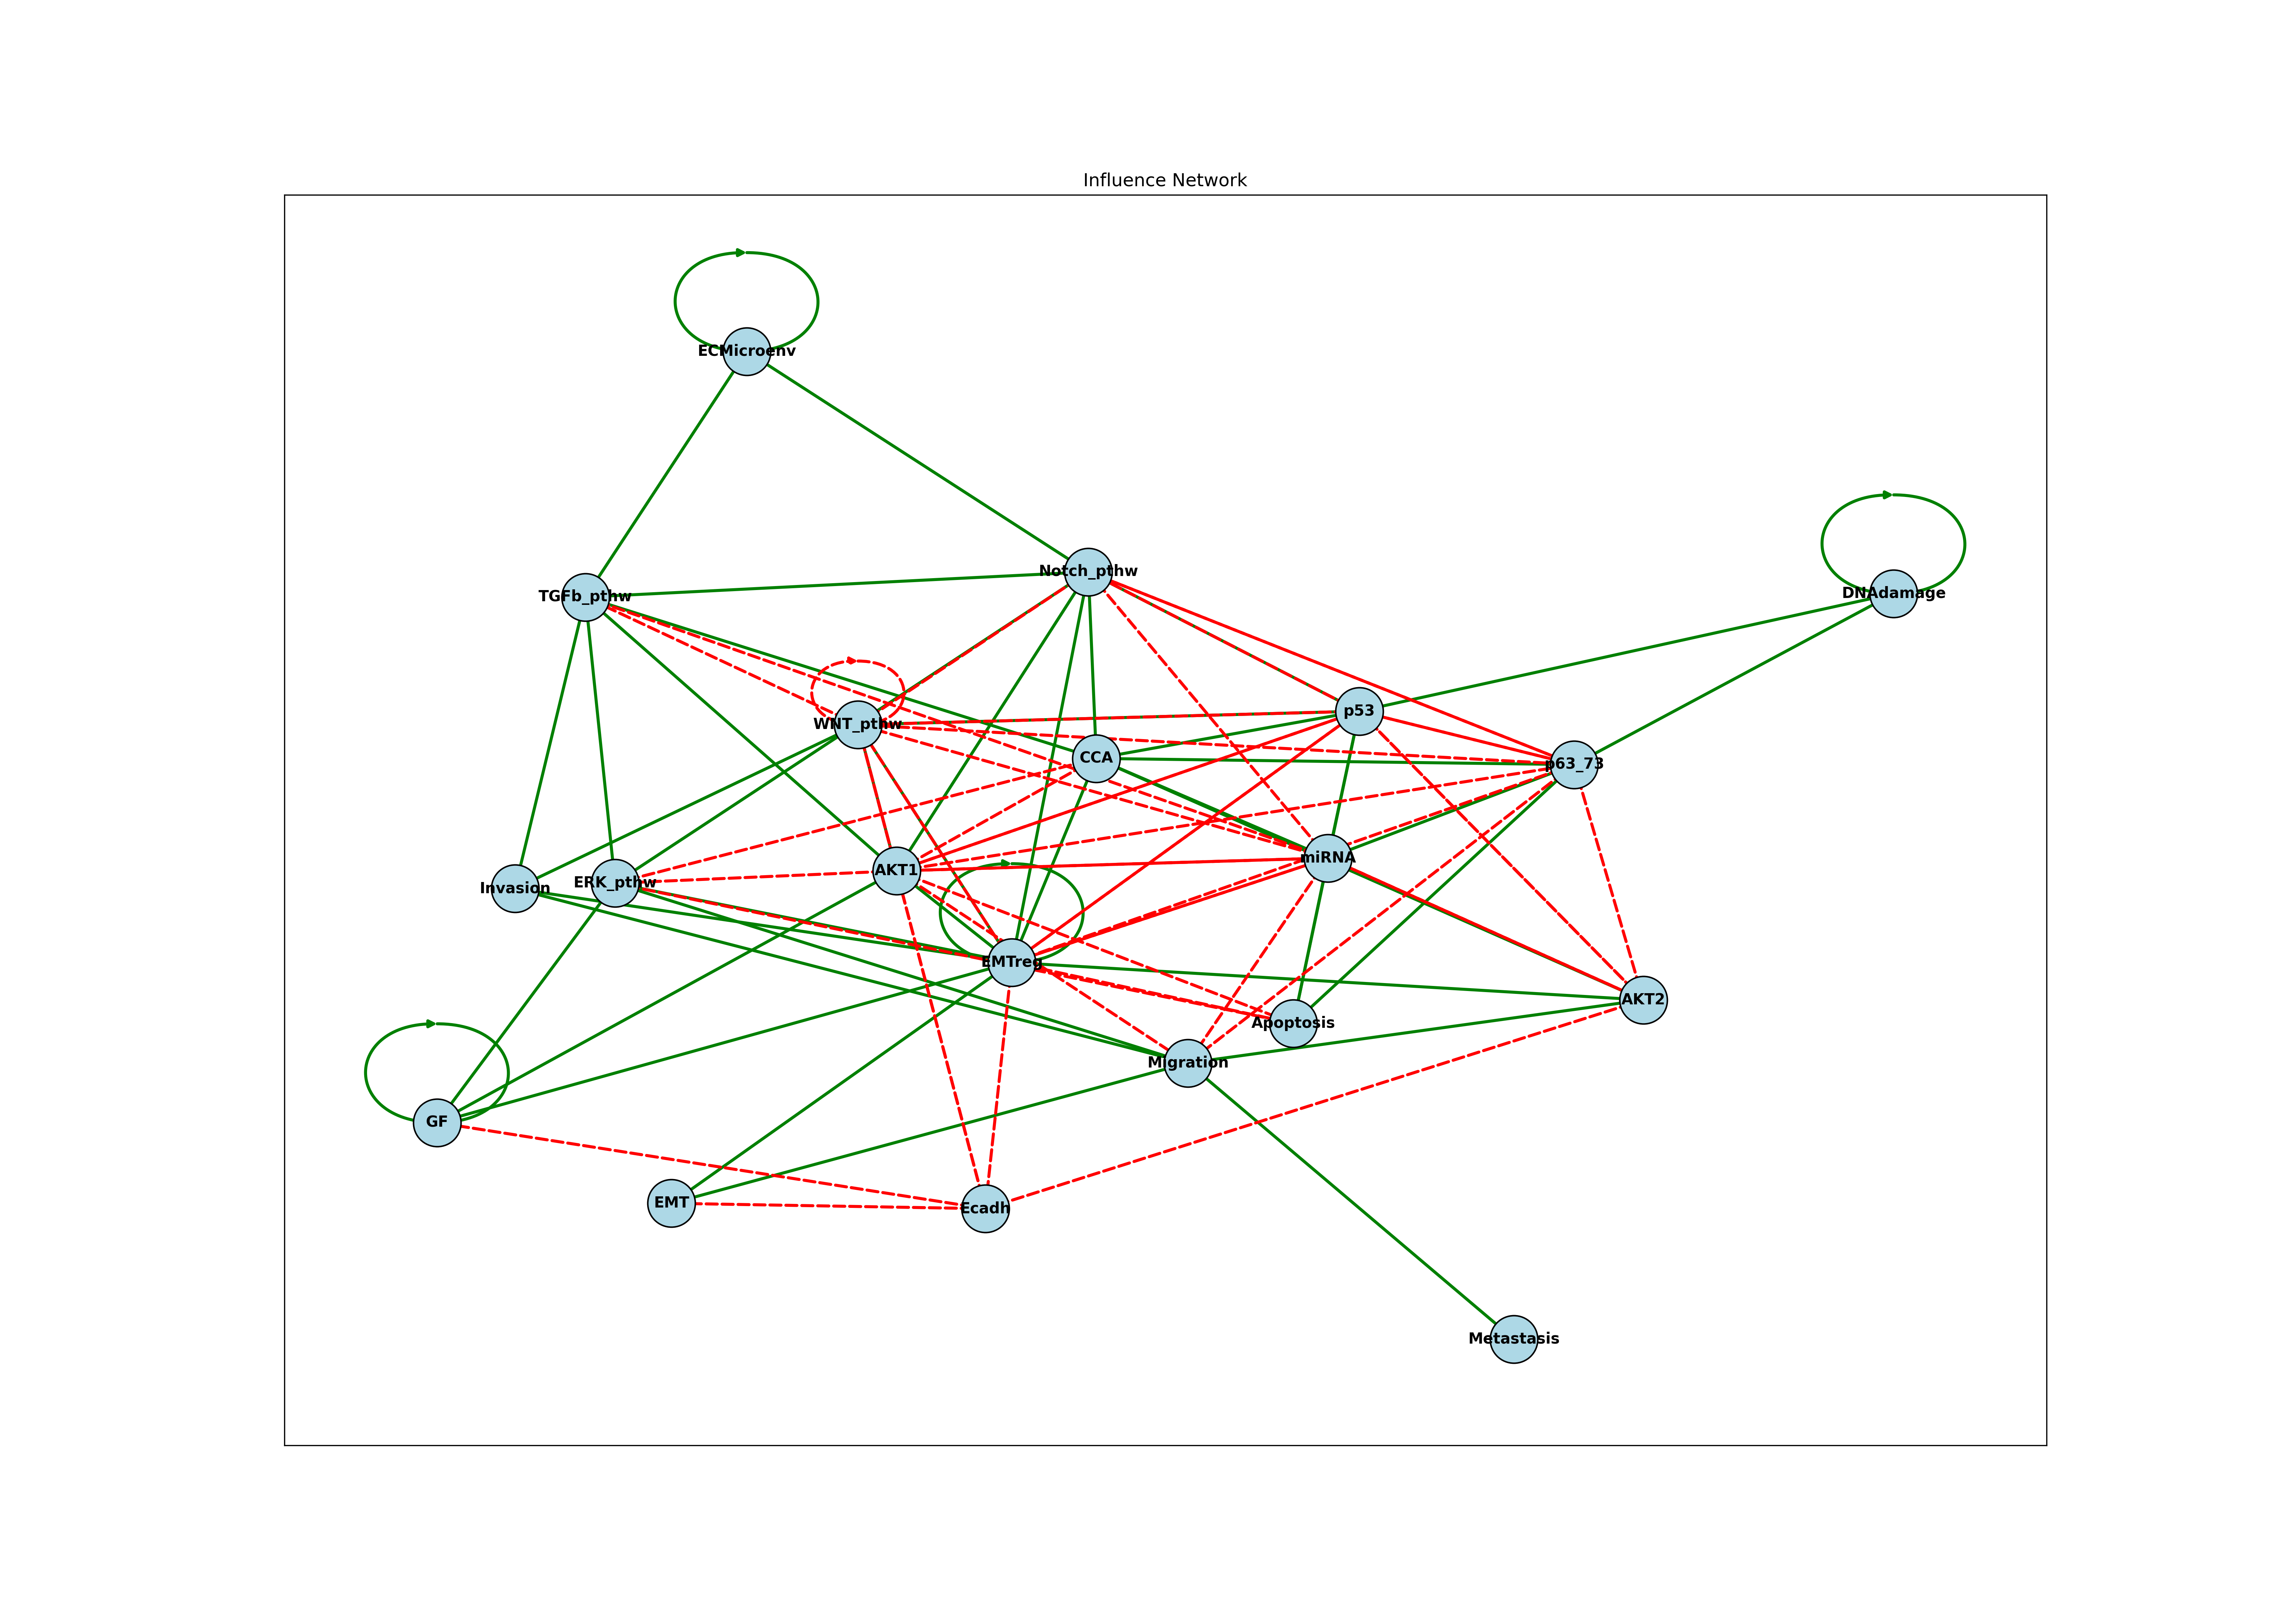 Influence Network
ECMicroenv
Notch_pthw
DNAdamage
TGFb_pthw
p53
WNT_pthw
CCA
p63_73
miRNA
AKT1
ERK_pthw
Invasion
EMTreg
AKT2
Apoptosis
Migration
GF
EMT
Ecadh
Metastasis